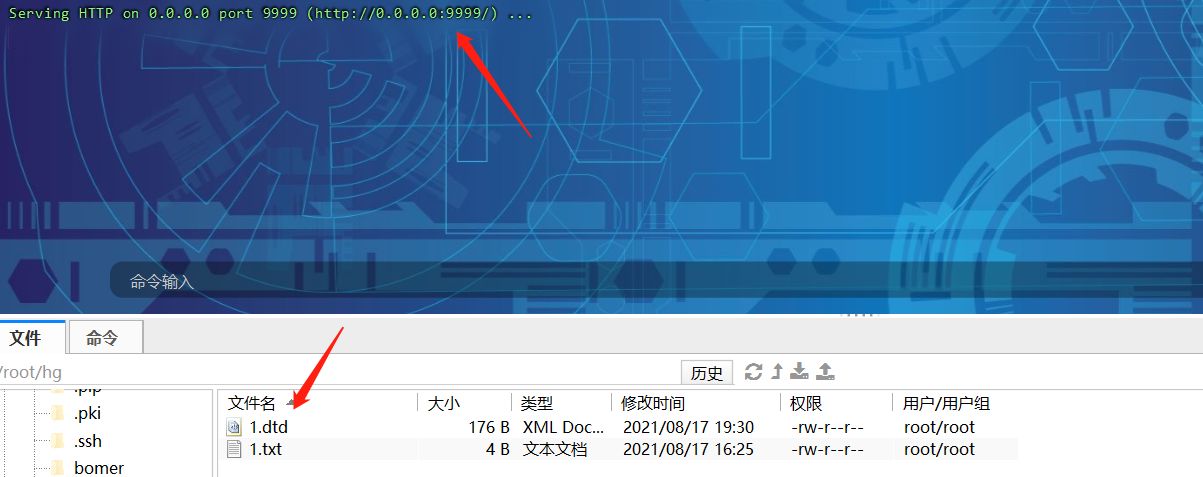 Serving HTTP on 0.0.0.0 port 9999 (http://0.0.0.0:9999/) ...
命令输入
文件 命令
/root/hg 历史
.pip
.pki
.ssh
bomer
文件名 大小 类型 修改时间 权限 用户/用户组
1.dtd 176 B XML Doc... 2021/08/17 19:30 -rw-r--r-- root/root
1.txt 4 B 文本文档 2021/08/17 16:25 -rw-r--r-- root/root